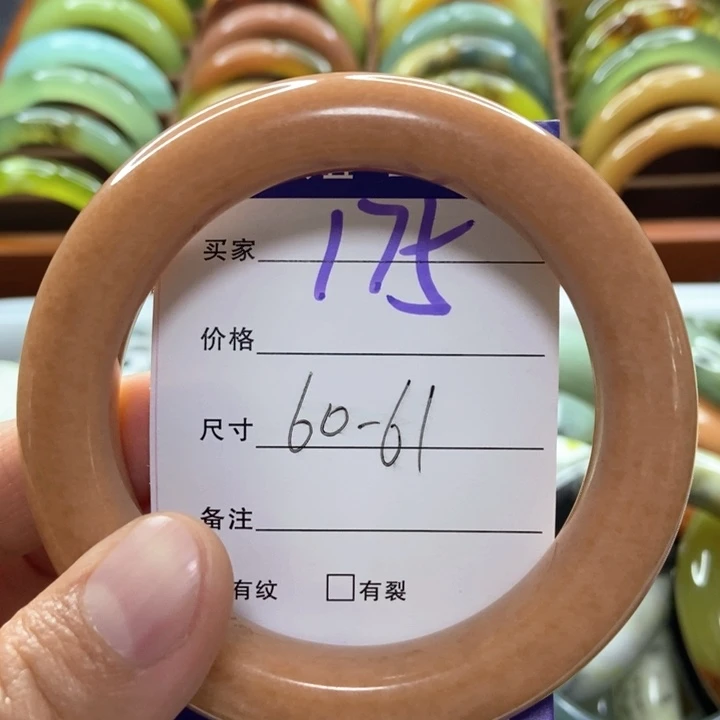 买家 175
价格
尺寸 60-61
备注
有纹 □有裂